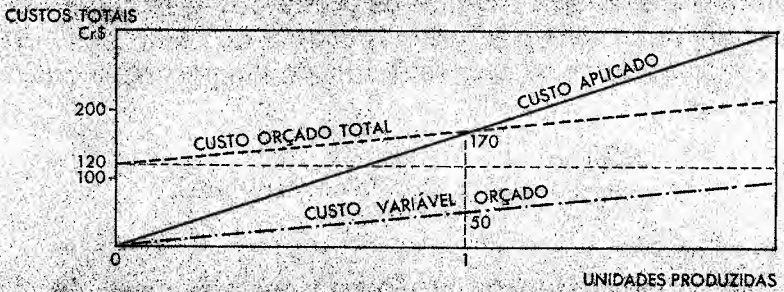 CUSTOS TOTAIS
Cr$
200
120
100
CUSTO ORÇADO TOTAL
CUSTO APLICADO
170
CUSTO VARIÁVEL ORÇADO
50
0
1
UNIDADES PRODUZIDAS